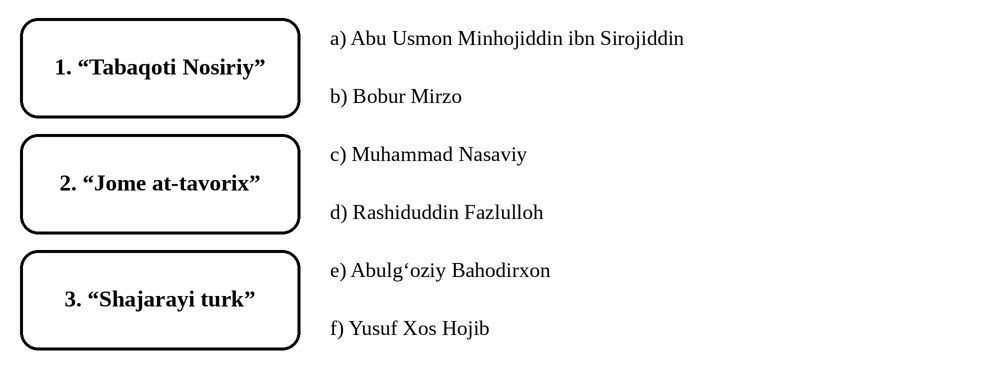 1. “Tabaqoti Nosiriy”
2. “Jome at-tavorix”
3. “Shajarayi turk”
a) Abu Usmon Minhojiddin ibn Sirojiddin
b) Bobur Mirzo
c) Muhammad Nasaviy
d) Rashiduddin Fazlulloh
e) Abulg‘oziy Bahodirxon
f) Yusuf Xos Hojib